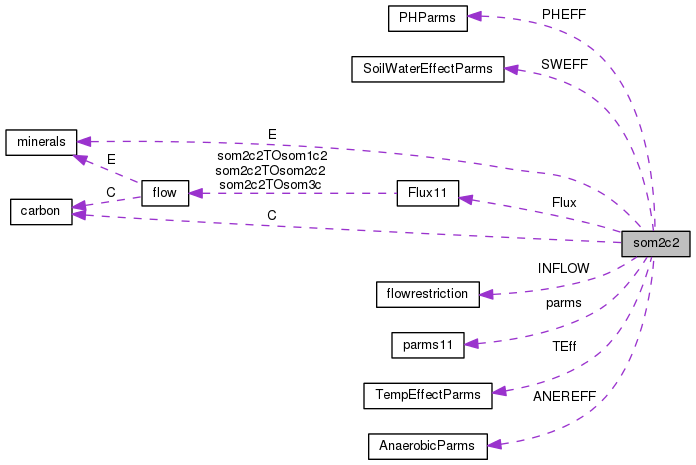 PHParms
PHEFF
SoilWaterEffectParms
SWEFF
minerals
E
som2c2TOsom1c2
som2c2TOsom2c2
som2c2TOsom3c
E
flow
Flux11
Flux
C
carbon
C
som2c2
flowrestriction
INFLOW
parms
parms11
TEff
TempEffectParms
ANEREFF
AnaerobicParms